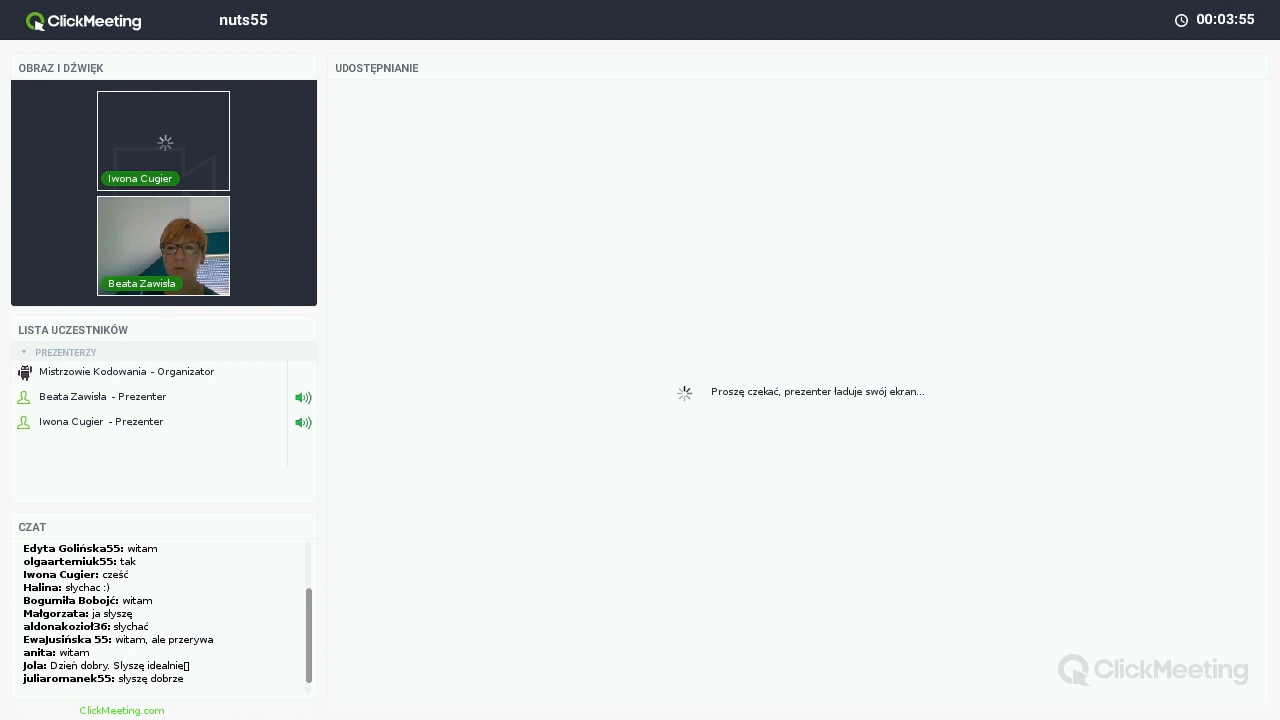 ClickMeeting
nuts55
00:03:55
OBRAZ I DŹWIĘK
Iwona Cugier
Beata Zawisła
LISTA UCZESTNIKÓW
PREZENTERZY
Mistrzowie Kodowania - Organizator
Beata Zawisla - Prezenter
Iwona Cugier - Prezenter
CZAT
Edyta Golińska55: witam
olgaartemiuk55: tak
Iwona Cugier: cześć
Halina: słychac :)
Bogumiła Bobojć: witam
Małgorzata: ja słyszę
aldonakozioł36: słychać
EwaJusińska 55: witam, ale przerywa
anita: witam
Jola: Dzień dobry. Slyszę idealnie[]
juliaromanek55: słyszę dobrze
ClickMeeting.com
UDOSTĘPNIANIE
Proszę czekać, prezenter ładuje swój ekran...
ClickMeeting